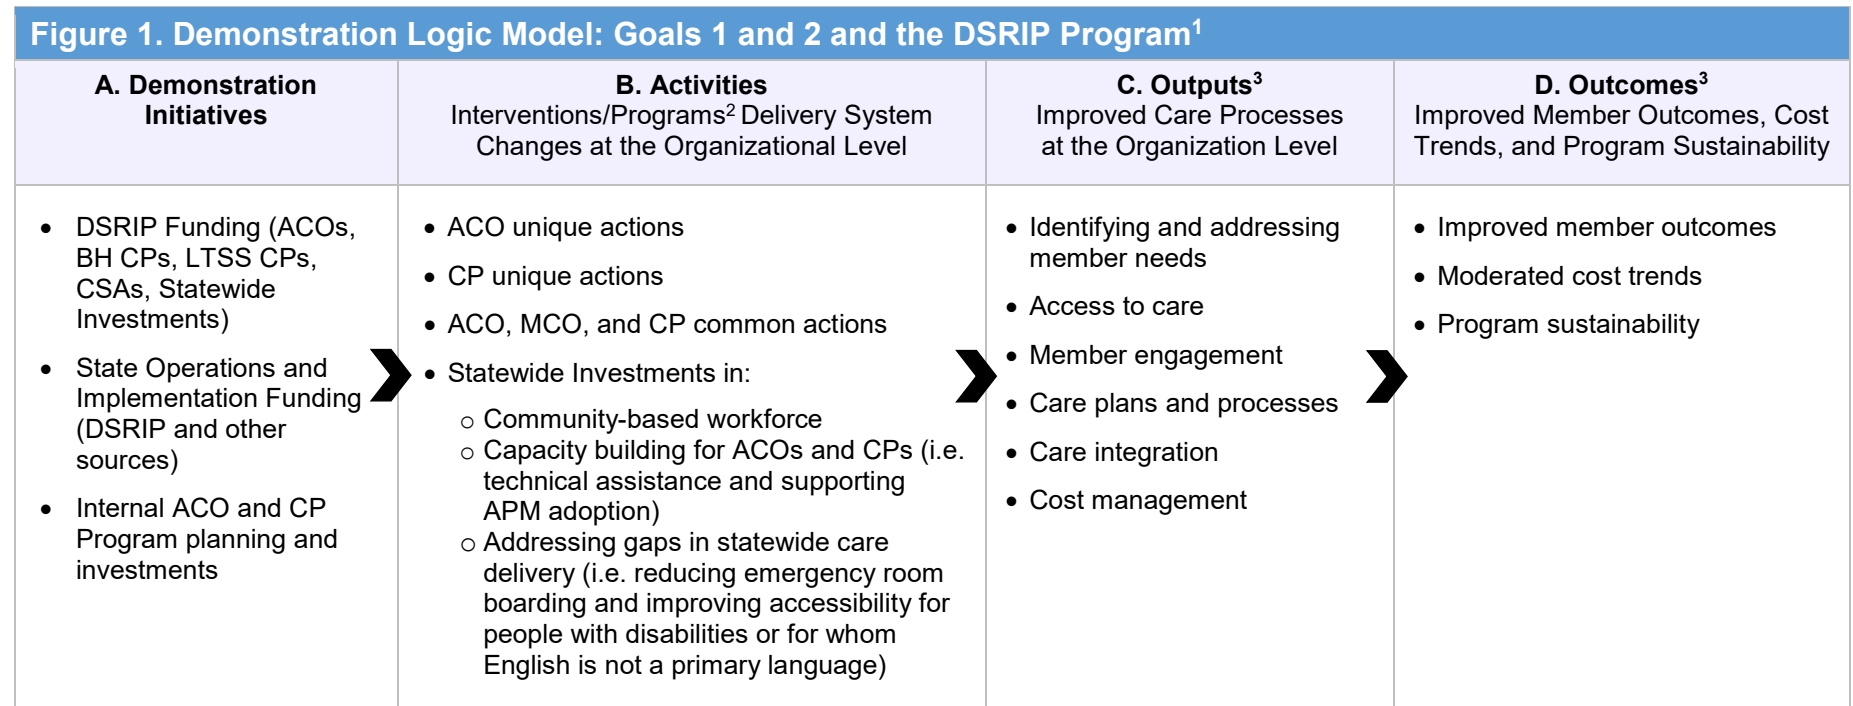 Figure 1. Demonstration Logic Model: Goals 1 and 2 and the DSRIP Program¹
A. Demonstration
Initiatives
B. Activities
Interventions/Programs² Delivery System
Changes at the Organizational Level
C. Outputs³
Improved Care Processes
at the Organization Level
D. Outcomes³
Improved Member Outcomes, Cost
Trends, and Program Sustainability
• DSRIP Funding (ACOs,
BH CPs, LTSS CPs,
CSAs, Statewide
Investments)
• State Operations and
Implementation Funding
(DSRIP and other
sources)
• Internal ACO and CP
Program planning and
investments
• ACO unique actions
• CP unique actions
• ACO, MCO, and CP common actions
• Statewide Investments in:
o Community-based workforce
o Capacity building for ACOs and CPs (i.e.
technical assistance and supporting
APM adoption)
o Addressing gaps in statewide care
delivery (i.e. reducing emergency room
boarding and improving accessibility for
people with disabilities or for whom
English is not a primary language)
• Identifying and addressing
member needs
• Access to care
• Member engagement
• Care plans and processes
• Care integration
• Cost management
• Improved member outcomes
• Moderated cost trends
• Program sustainability